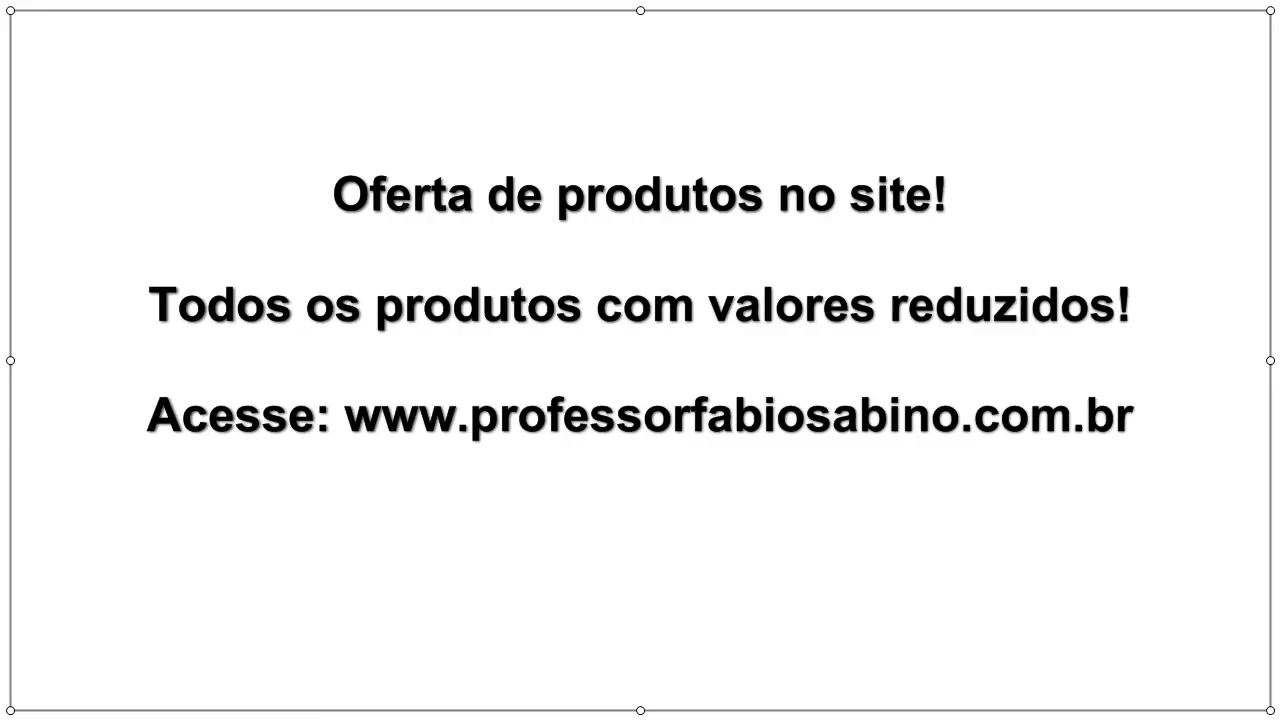 Oferta de produtos no site!
Todos os produtos com valores reduzidos!
Acesse: www.professorfabiosabino.com.br